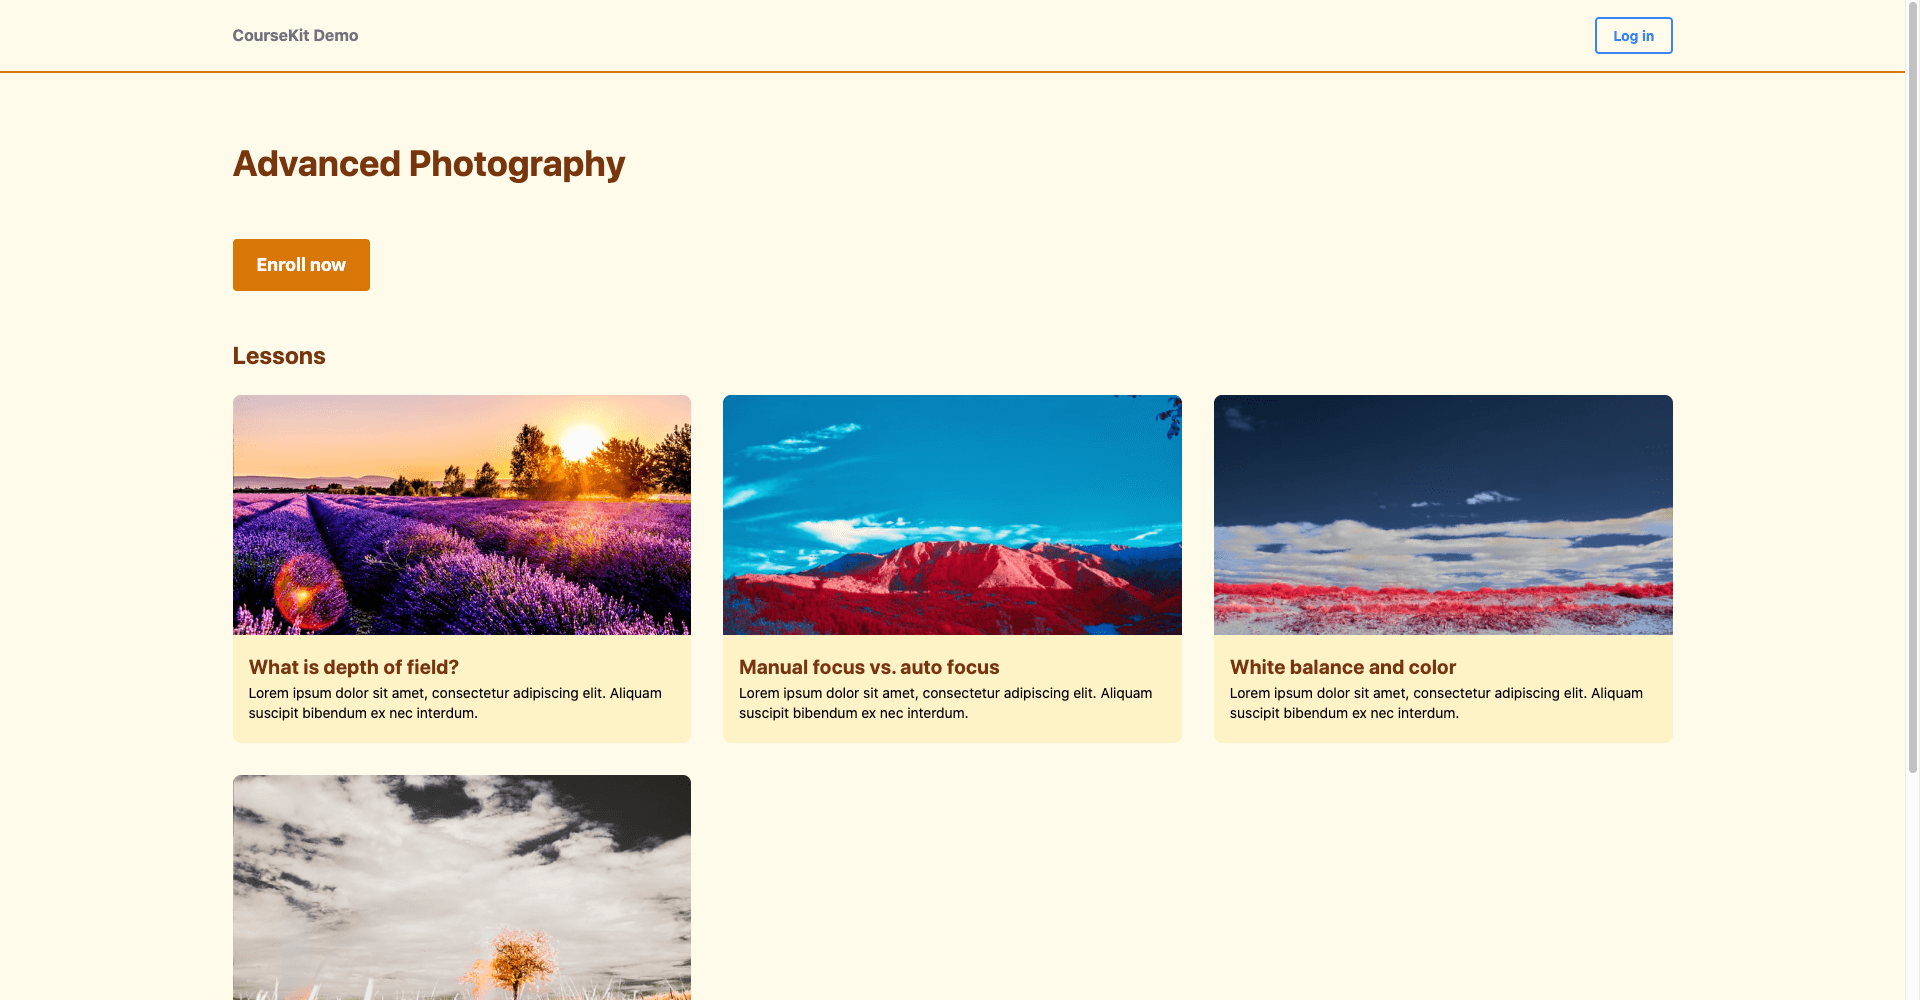 CourseKit Demo
Log in
Advanced Photography
Enroll now
Lessons
What is depth of field?
Lorem ipsum dolor sit amet, consectetur adipiscing elit. Aliquam
suscipit bibendum ex nec interdum.
Manual focus vs. auto focus
Lorem ipsum dolor sit amet, consectetur adipiscing elit. Aliquam
suscipit bibendum ex nec interdum.
White balance and color
Lorem ipsum dolor sit amet, consectetur adipiscing elit. Aliquam
suscipit bibendum ex nec interdum.